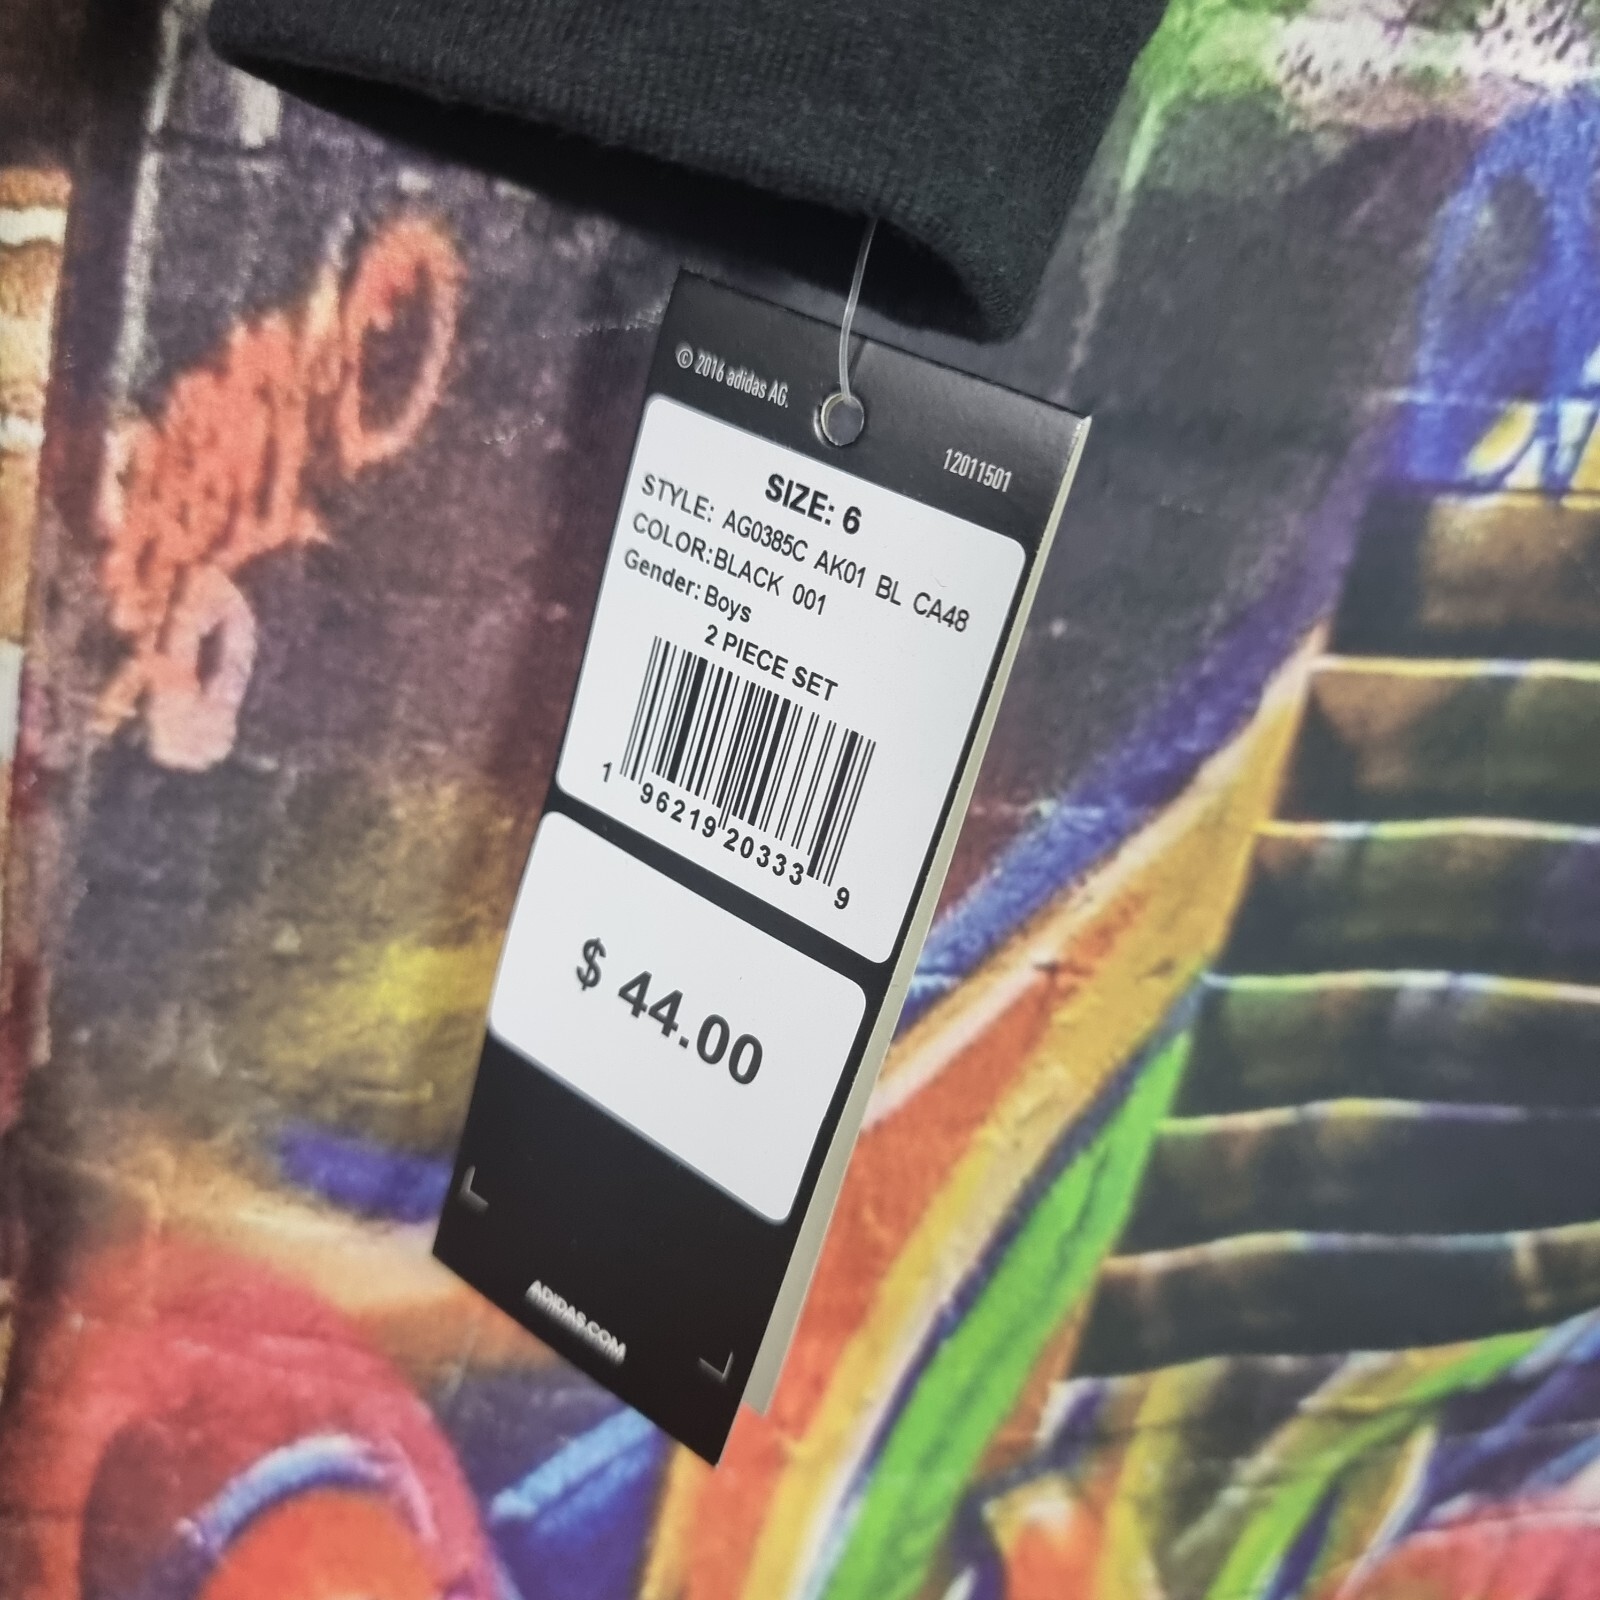 © 2016 adidas AG.
12011501
SIZE: 6
STYLE: AG0385C AK01 BL CA48
COLOR:BLACK 001
Gender: Boys
2 PIECE SET
1 96219 20333 9
$ 44.00
ADIDAS.COM